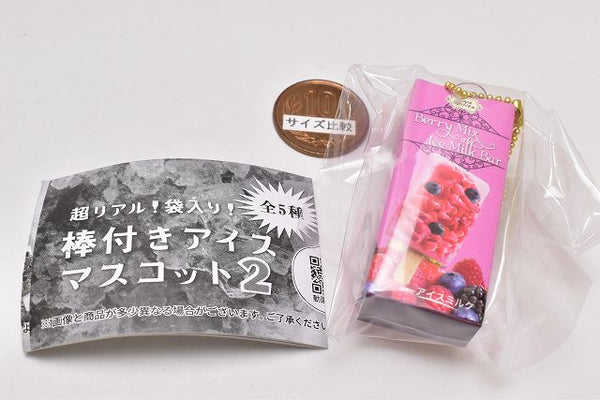 10
サイズ比較
超リアル!袋入り!
全5種
棒付きアイス
マスコット2
※画像と商品が多少異なる場合がございます。ご了承ください
Berry Mix
Ice Milk Bar
アイスミルク